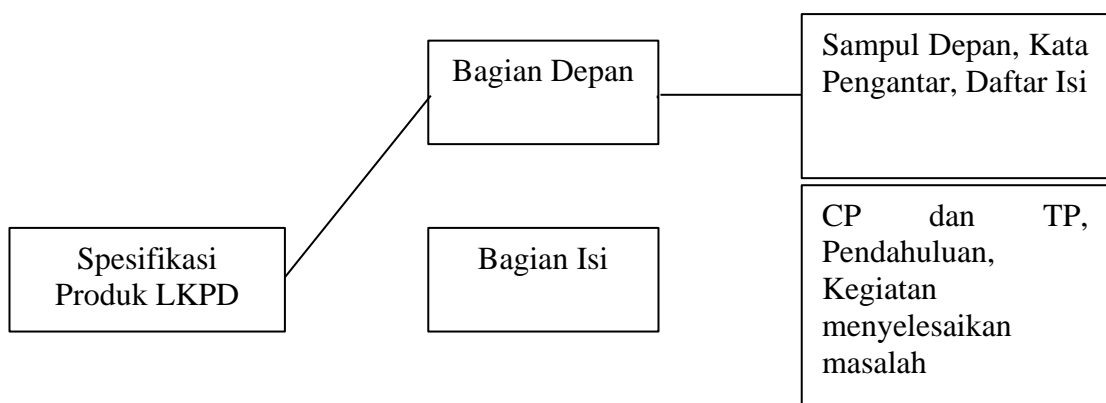 Bagian Depan
Sampul Depan, Kata
Pengantar, Daftar Isi
Spesifikasi
Produk LKPD
Bagian Isi
CP dan TP,
Pendahuluan,
Kegiatan
menyelesaikan
masalah